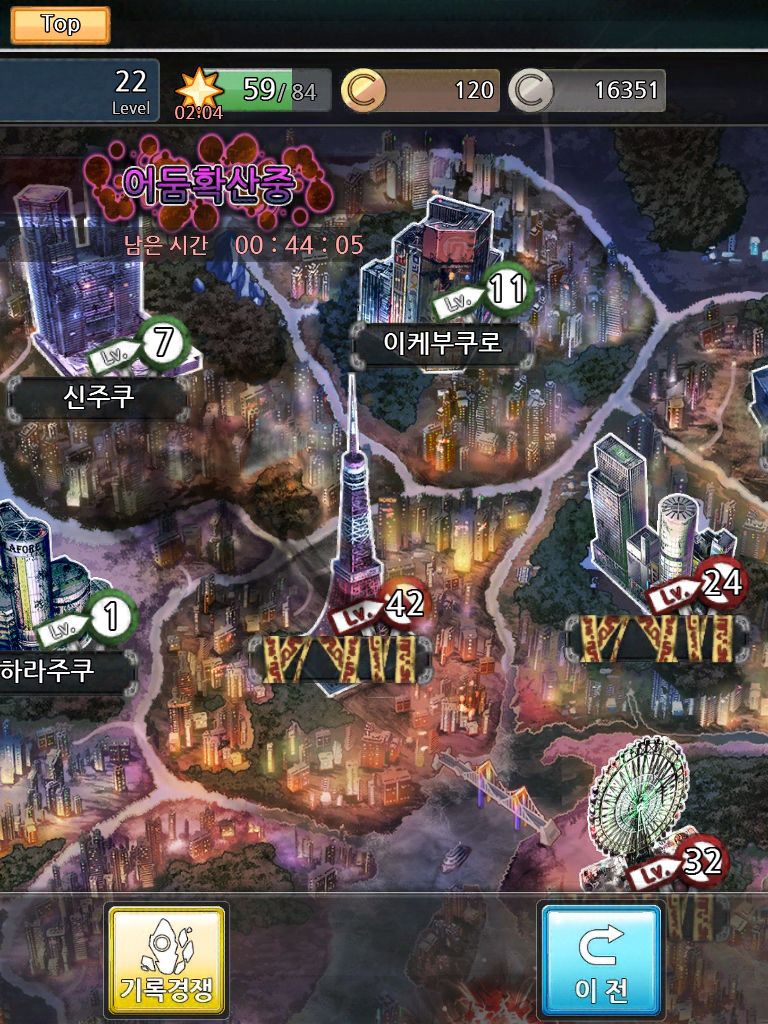 Top
22
Level
59/84
02:04
120
16351
어둠확산중
남은 시간 00:44:05
Lv. 11
이케부쿠로
Lv. 7
신주쿠
LAFORET
Lv. 1
하라주쿠
Lv. 42
Lv. 24
Lv. 32
기록경쟁
이 전